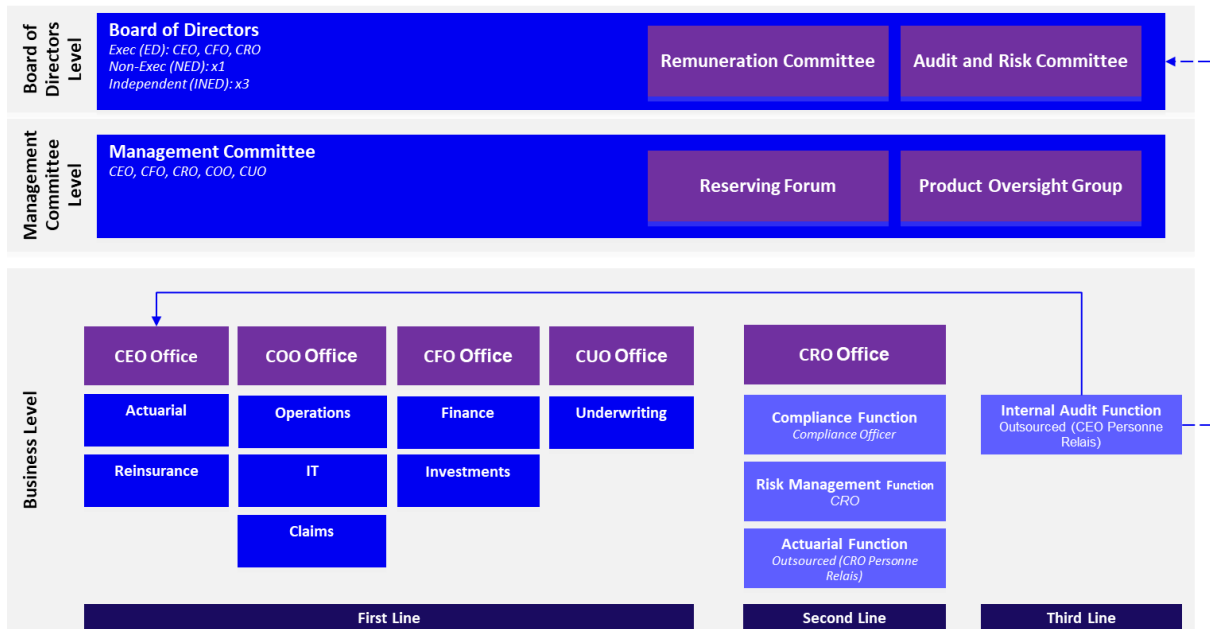 Board of
Directors
Level
Board of Directors
Exec (ED): CEO, CFO, CRO
Non-Exec (NED): x1
Independent (INED): x3
Remuneration Committee
Audit and Risk Committee
Management
Committee
Level
Management Committee
CEO, CFO, CRO, COO, CUO
Reserving Forum
Product Oversight Group
Business Level
CEO Office
COO Office
CFO Office
CUO Office
CRO Office
Actuarial
Operations
Finance
Underwriting
Compliance Function
Compliance Officer
Internal Audit Function
Outsourced (CEO Personne
Relais)
Reinsurance
IT
Investments
Risk Management Function
CRO
Claims
Actuarial Function
Outsourced (CRO Personne
Relais)
First Line
Second Line
Third Line